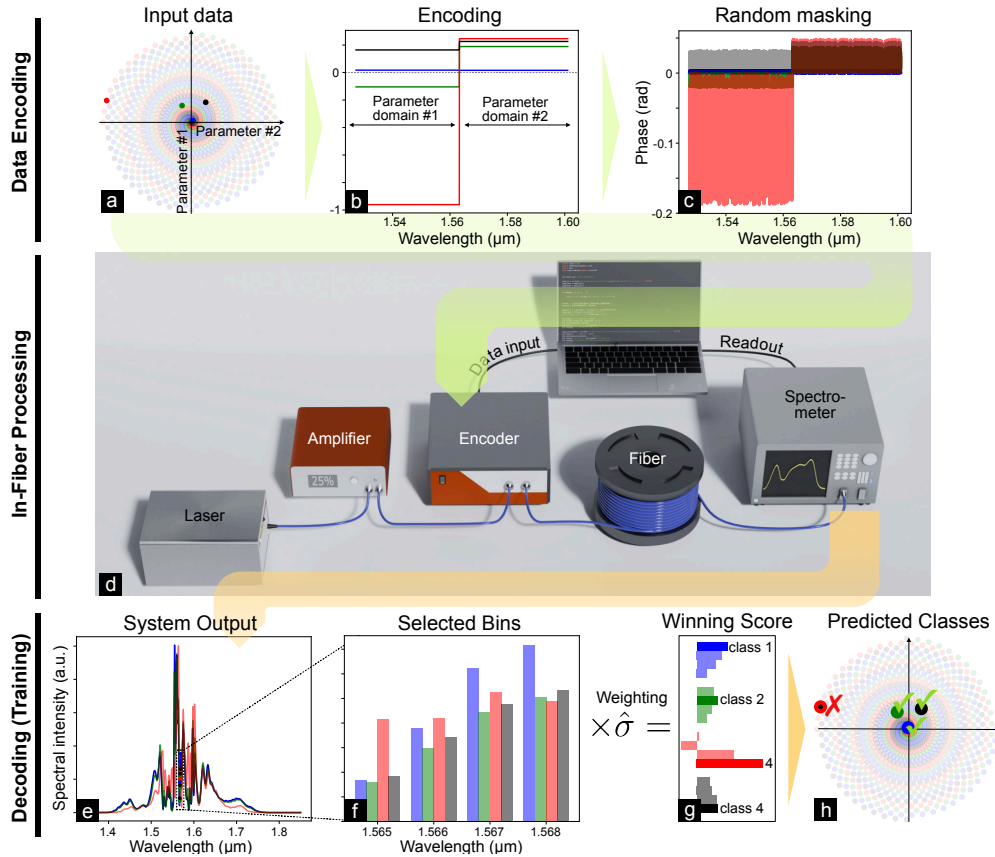 Data Encoding
Input data
Parameter #1
Parameter #2
a
Encoding
0
-1
Parameter
domain #1
Parameter
domain #2
1.54
1.56
1.58
1.60
Wavelength (µm)
b
Random masking
Phase (rad)
0
-0.1
-0.2
1.54
1.56
1.58
1.60
Wavelength (µm)
c
In-Fiber Processing
Data input
Readout
Laser
Amplifier
25%
Encoder
Fiber
Spectro-
meter
d
Decoding (Training)
System Output
Spectral intensity (a.u.)
1.4
1.5
1.6
1.7
1.8
Wavelength (µm)
e
Selected Bins
1.565
1.566
1.567
1.568
Wavelength (µm)
f
Weighting
×σ̂ =
Winning Score
class 1
class 2
4
class 4
g
Predicted Classes
h